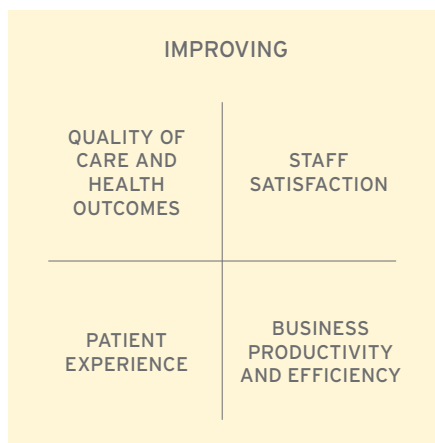 IMPROVING
QUALITY OF
CARE AND
HEALTH
OUTCOMES
STAFF
SATISFACTION
PATIENT
EXPERIENCE
BUSINESS
PRODUCTIVITY
AND EFFICIENCY